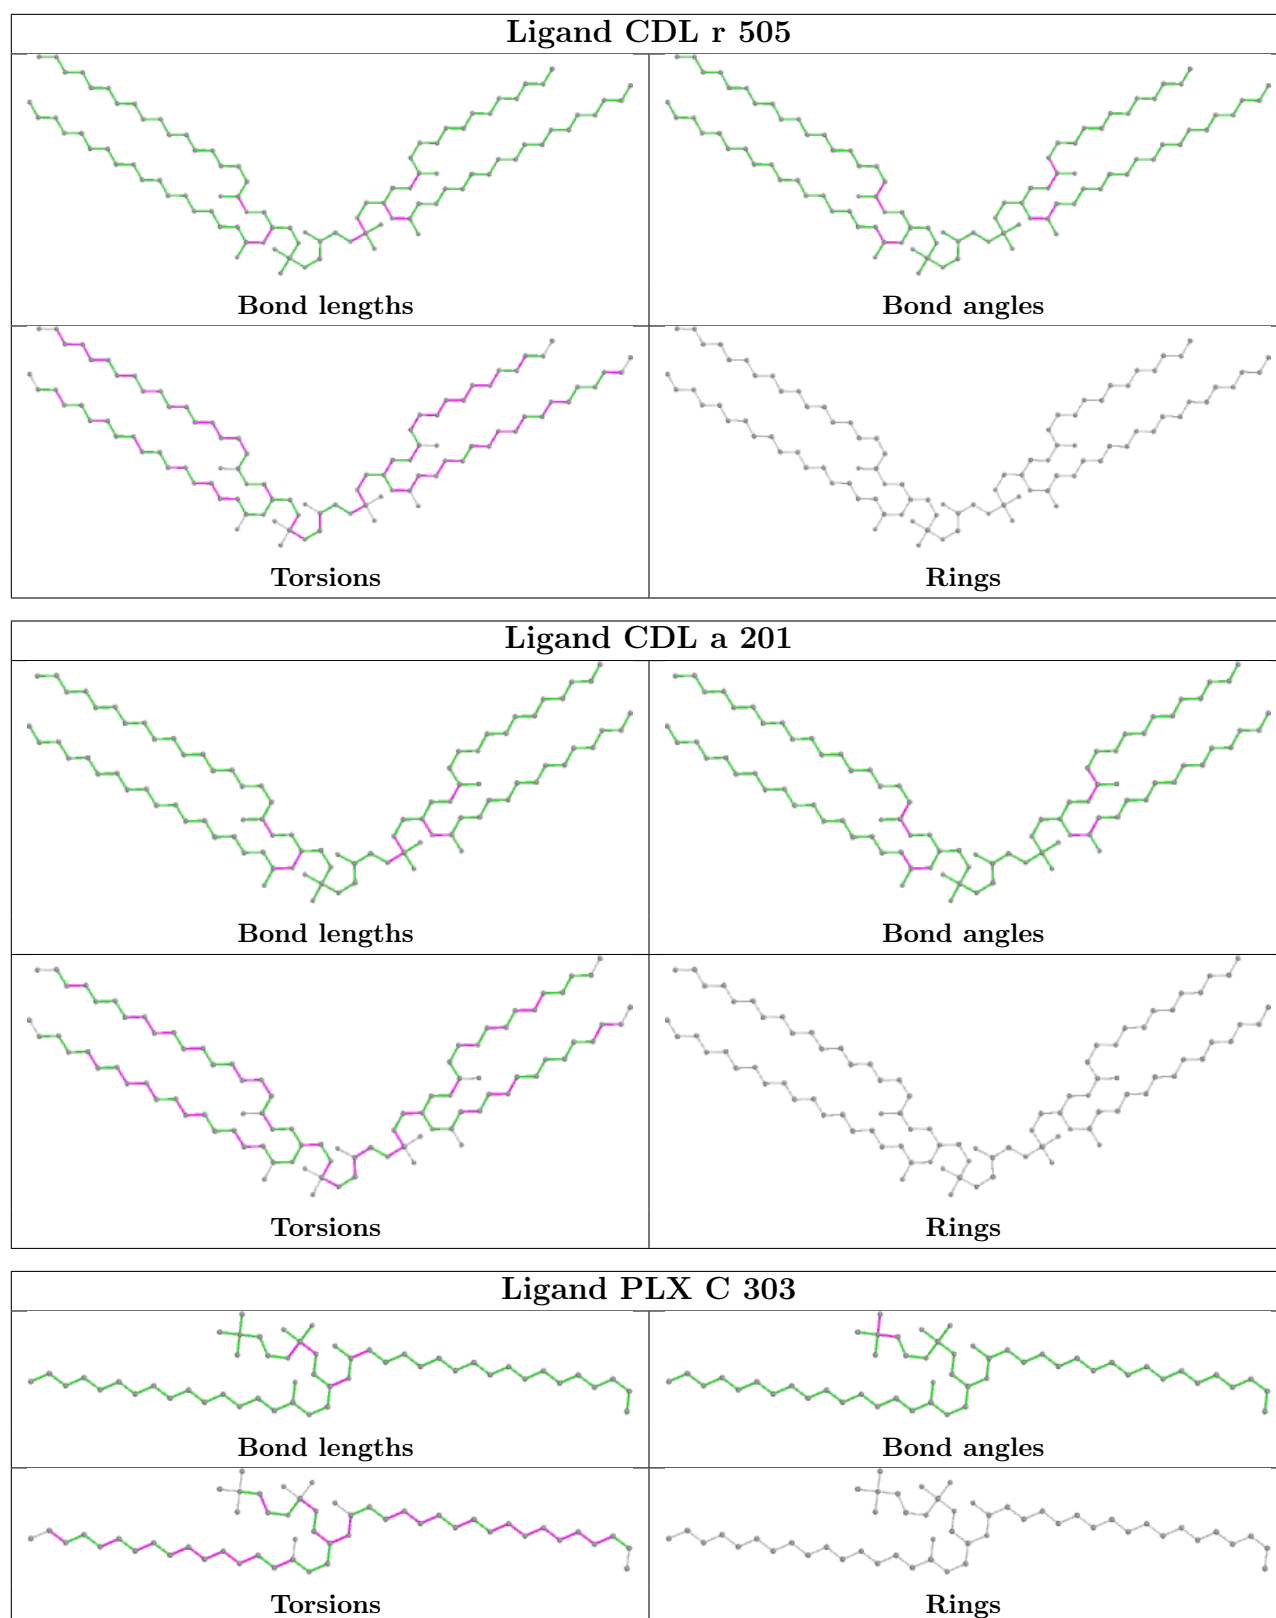 Ligand CDL r 505
Bond lengths
Bond angles
Torsions
Rings
Ligand CDL a 201
Bond lengths
Bond angles
Torsions
Rings
Ligand PLX C 303
Bond lengths
Bond angles
Torsions
Rings